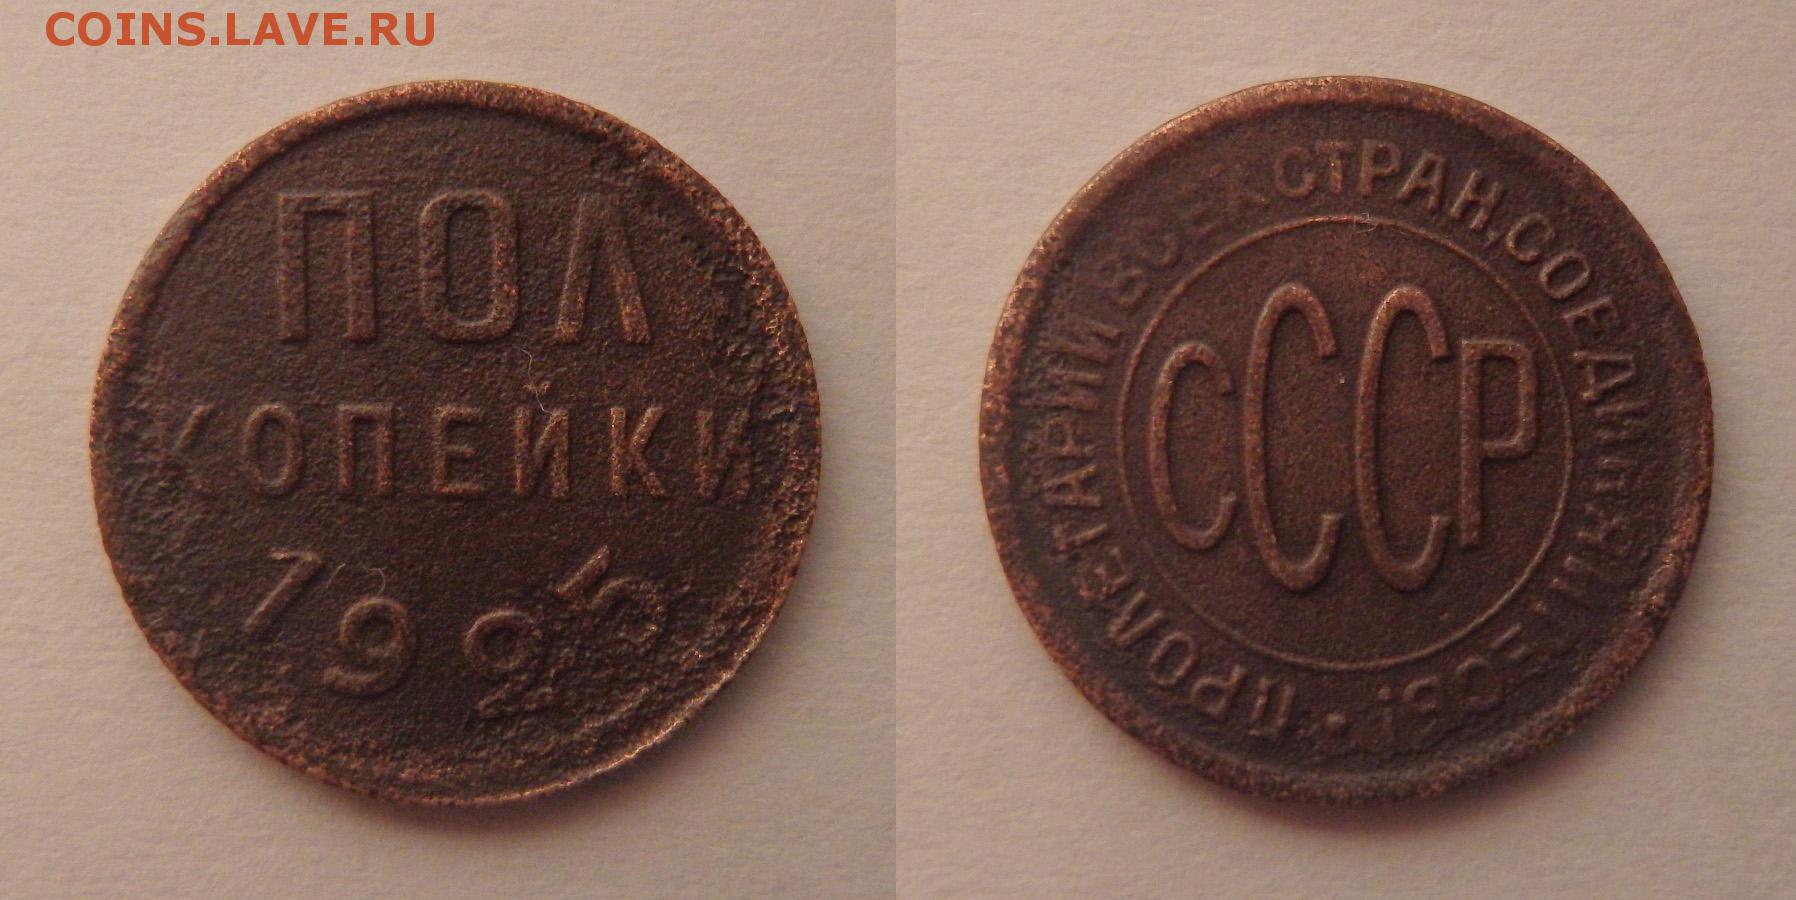 COINS.LAVE.RU
ПОЛ
КОПЕЙКИ
1925
ПРОЛЕТАРИИ ВСЕХ СТРАН, СОЕДИНЯЙТЕСЬ!
СССР